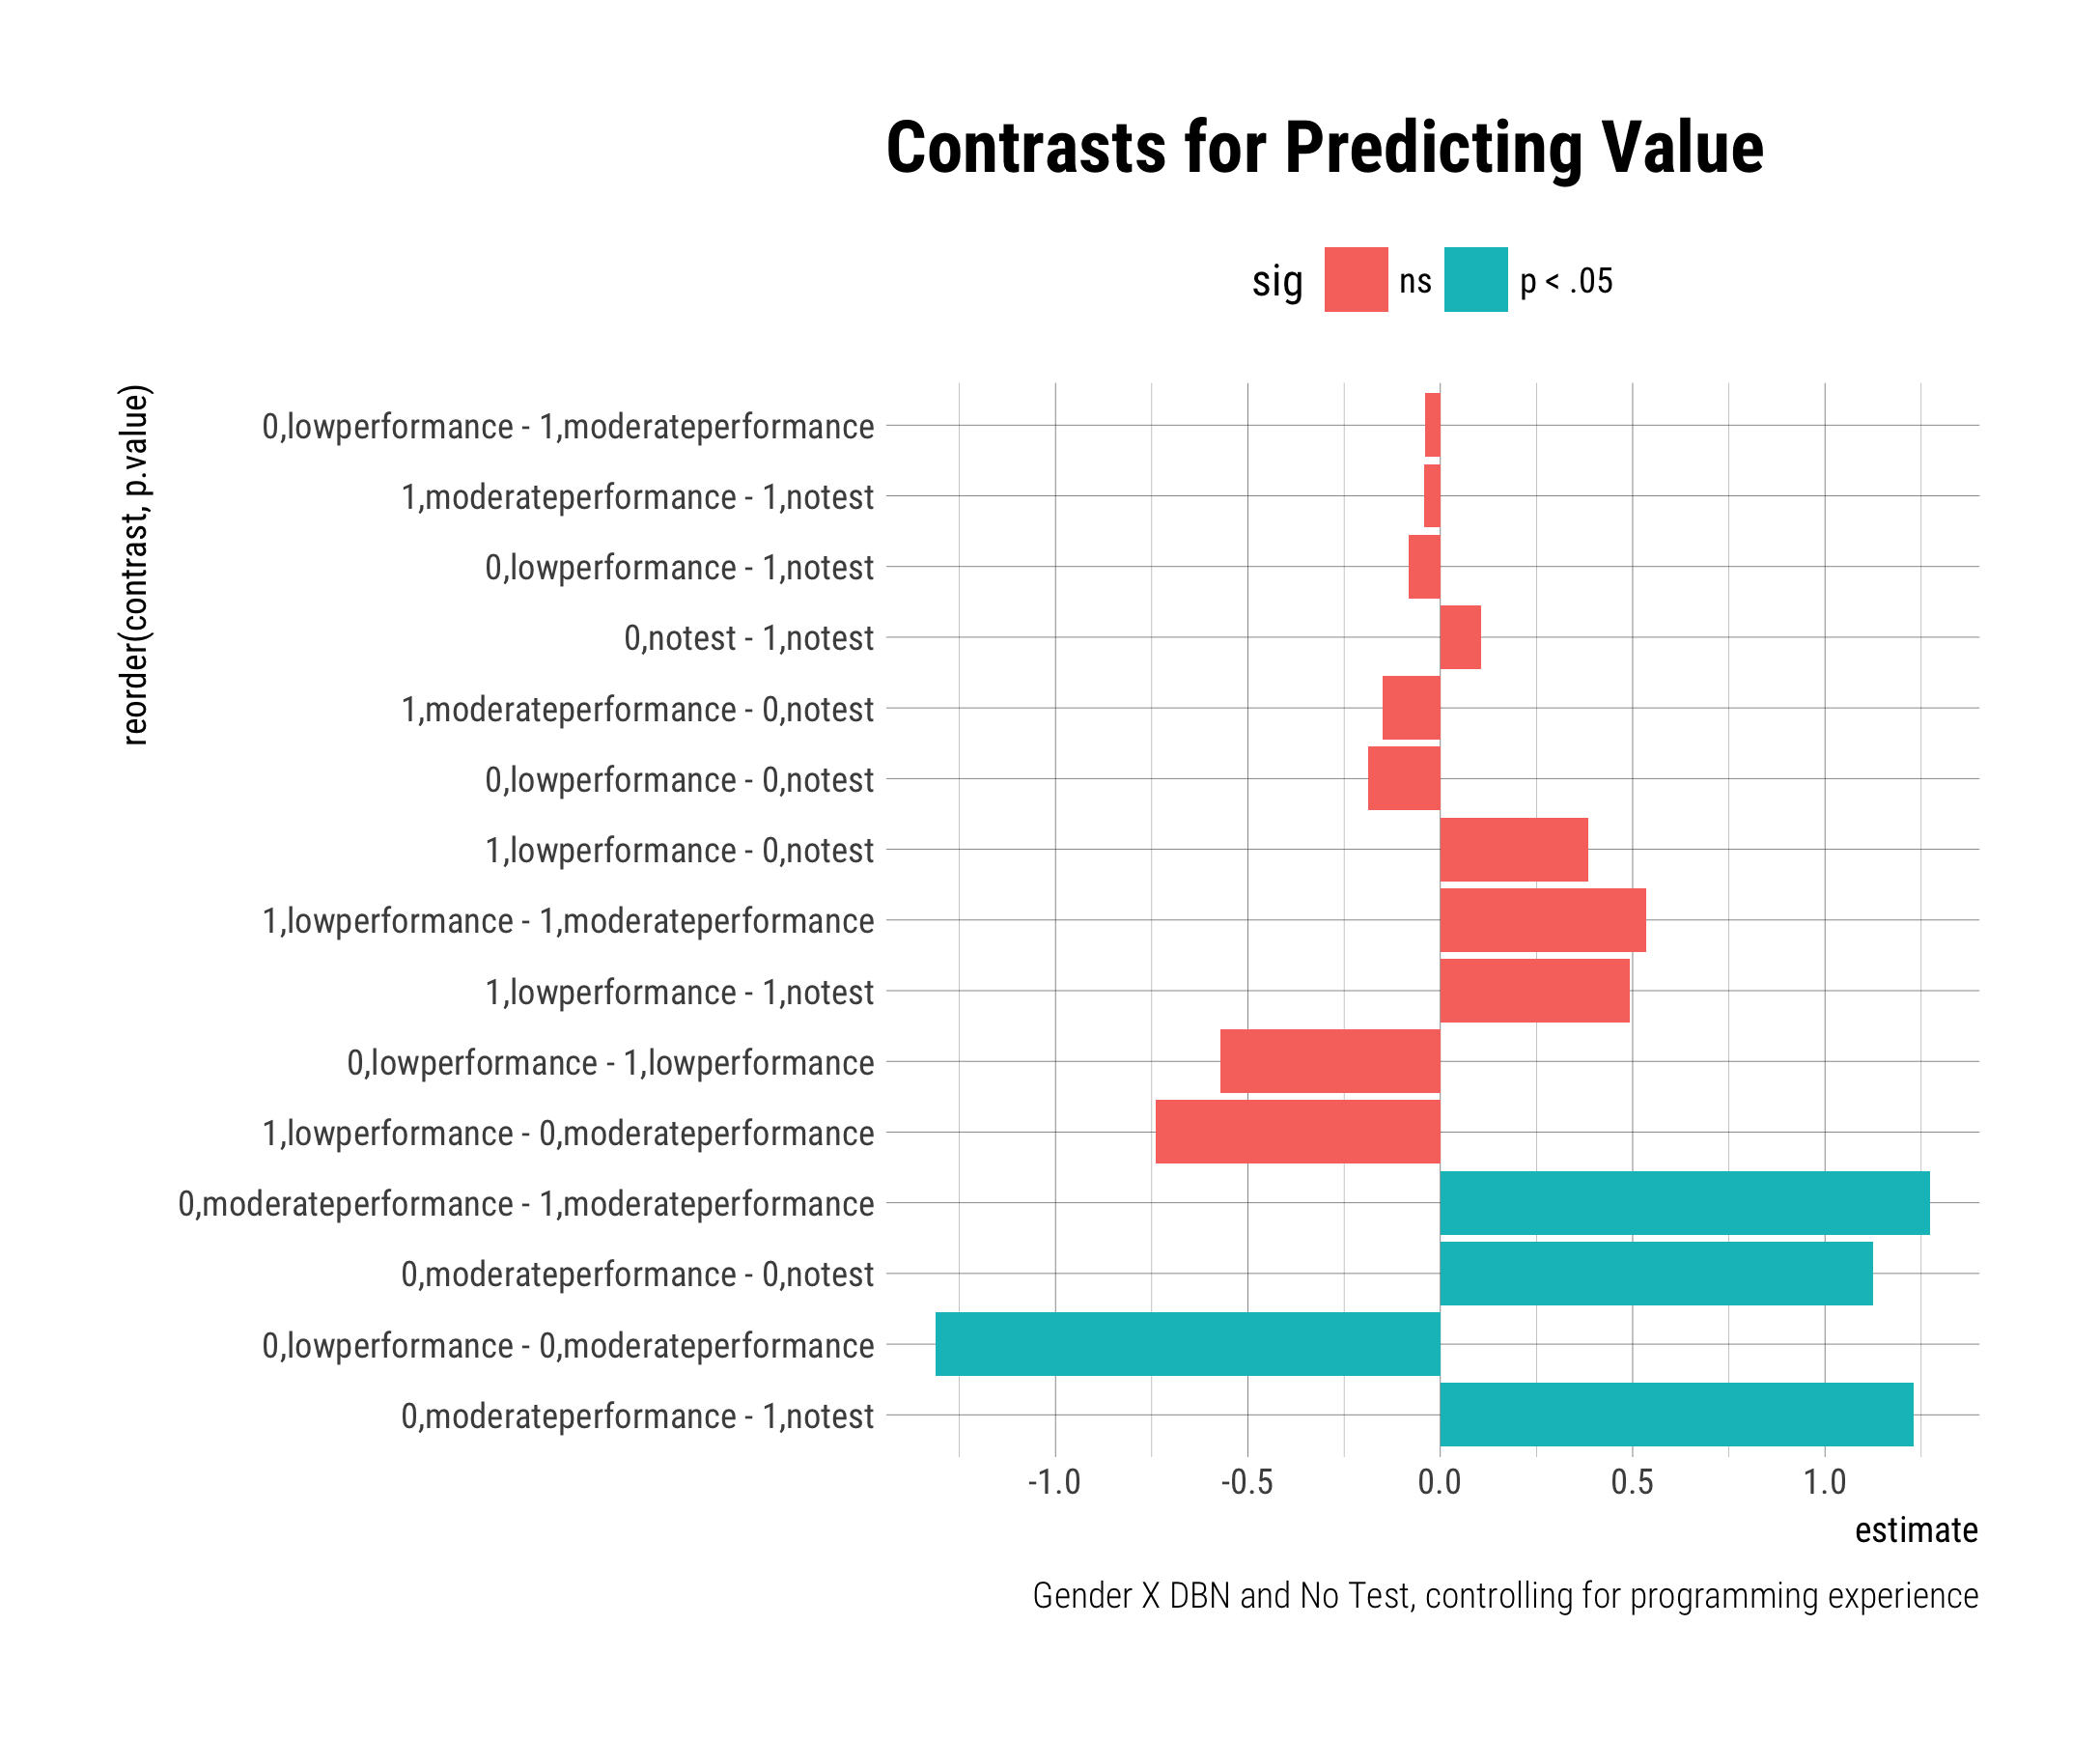 Contrasts for Predicting Value
sig ns p < .05
reorder(contrast, p.value)
0,lowperformance - 1,moderateperformance
1,moderateperformance - 1,notest
0,lowperformance - 1,notest
0,notest - 1,notest
1,moderateperformance - 0,notest
0,lowperformance - 0,notest
1,lowperformance - 0,notest
1,lowperformance - 1,moderateperformance
1,lowperformance - 1,notest
0,lowperformance - 1,lowperformance
1,lowperformance - 0,moderateperformance
0,moderateperformance - 1,moderateperformance
0,moderateperformance - 0,notest
0,lowperformance - 0,moderateperformance
0,moderateperformance - 1,notest
-1.0 -0.5 0.0 0.5 1.0
estimate
Gender X DBN and No Test, controlling for programming experience